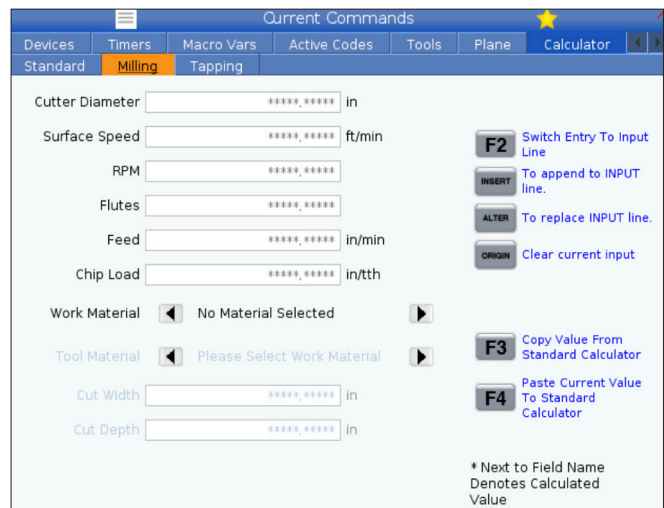 Current Commands
Devices Timers Macro Vars Active Codes Tools Plane Calculator
Standard Milling Tapping
Cutter Diameter *****.***** in
Surface Speed *****.***** ft/min
RPM *****.*****
Flutes *****.*****
Feed *****.***** in/min
Chip Load *****.***** in/tth
Work Material No Material Selected
Tool Material Please Select Work Material
Cut Width *****.***** in
Cut Depth *****.***** in
F2 Switch Entry To Input
Line
INSERT To append to INPUT
line.
ALTER To replace INPUT line.
ORIGIN Clear current input
F3 Copy Value From
Standard Calculator
F4 Paste Current Value
To Standard
Calculator
* Next to Field Name
Denotes Calculated
Value